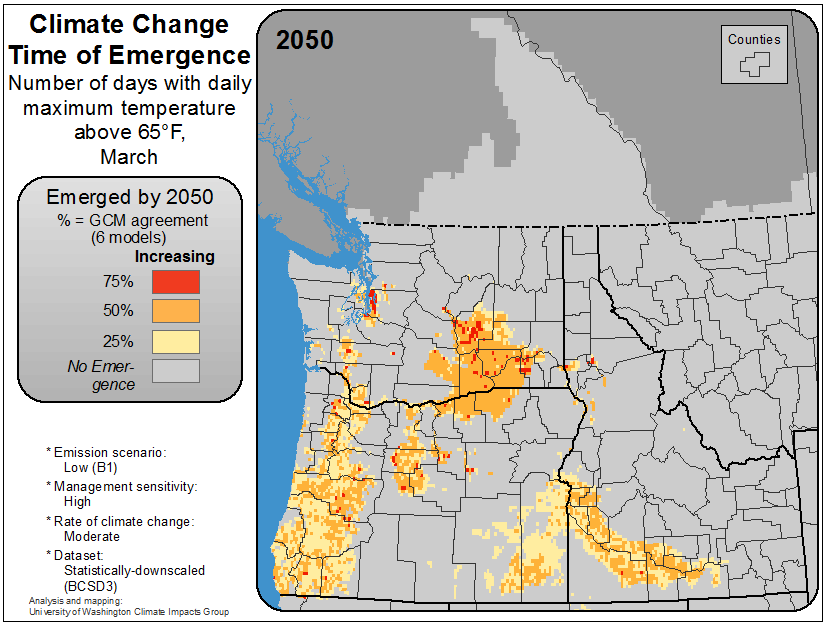 Climate Change
Time of Emergence
Number of days with daily
maximum temperature
above 65°F,
March
Emerged by 2050
% = GCM agreement
(6 models)
Increasing
75%
50%
25%
No Emer-
gence
* Emission scenario:
Low (B1)
* Management sensitivity:
High
* Rate of climate change:
Moderate
* Dataset:
Statistically-downscaled
(BCSD3)
Analysis and mapping:
University of Washington Climate Impacts Group
2050
Counties